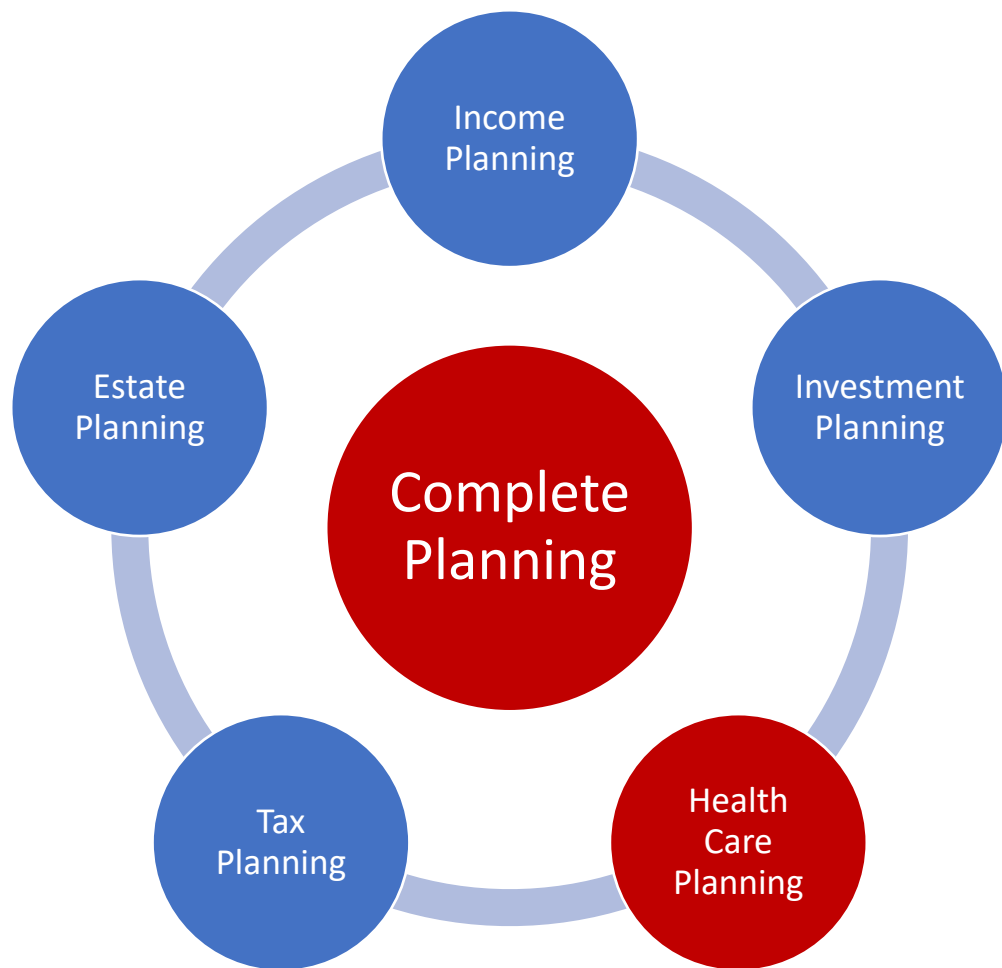 Income
Planning
Estate
Planning
Investment
Planning
Complete
Planning
Tax
Planning
Health
Care
Planning